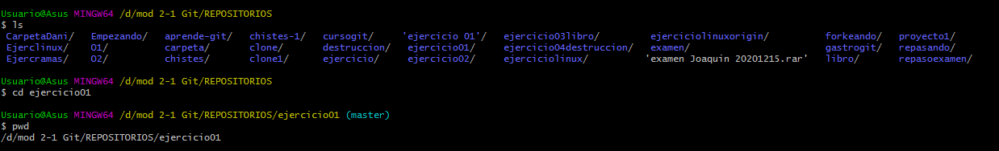 Usuario@Asus MINGW64 /d/mod 2-1 Git/REPOSITORIOS
$ ls
CarpetaDani/ Empezando/ aprende-git/ chistes-1/ cursogit/ 'ejercicio 01'/ ejercicio03libro/ ejerciciolinuxorigin/ forkeando/ proyecto1/
Ejerclinux/ O1/ carpeta/ clone/ destruccion/ ejercicio01/ ejercicio04destruccion/ examen/ gastrogit/ repasando/
Ejercramas/ O2/ chistes/ clone1/ ejercicio/ ejercicio02/ ejerciciolinux/ 'examen Joaquin 20201215.rar' libro/ repasoexamen/
Usuario@Asus MINGW64 /d/mod 2-1 Git/REPOSITORIOS
$ cd ejercicio01
Usuario@Asus MINGW64 /d/mod 2-1 Git/REPOSITORIOS/ejercicio01 (master)
$ pwd
/d/mod 2-1 Git/REPOSITORIOS/ejercicio01